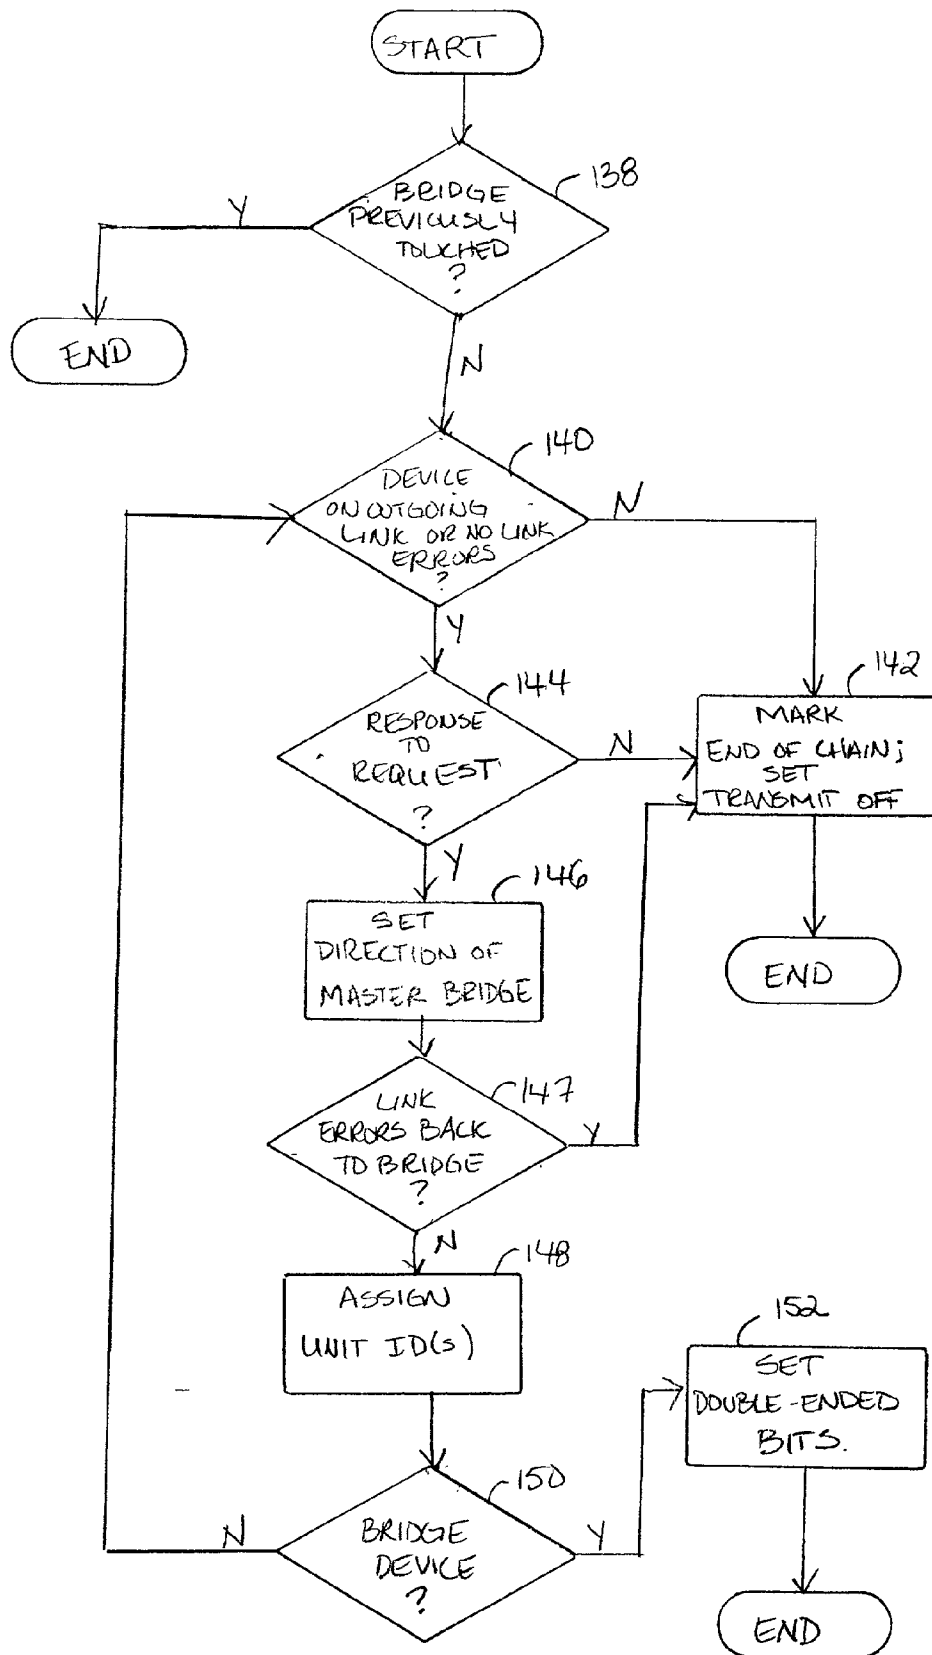 START
BRIDGE
PREVIOUSLY
TOUCHED
?
138
Y
END
N
140
DEVICE
ON OUTGOING
LINK OR NO LINK
ERRORS
?
N
Y
144
RESPONSE
TO
REQUEST
?
N
142
MARK
END OF CHAIN;
SET
TRANSMIT OFF
END
Y
146
SET
DIRECTION OF
MASTER BRIDGE
147
LINK
ERRORS BACK
TO BRIDGE
?
Y
N
148
ASSIGN
UNIT ID(s)
150
BRIDGE
DEVICE
?
N
Y
152
SET
DOUBLE-ENDED
BITS.
END